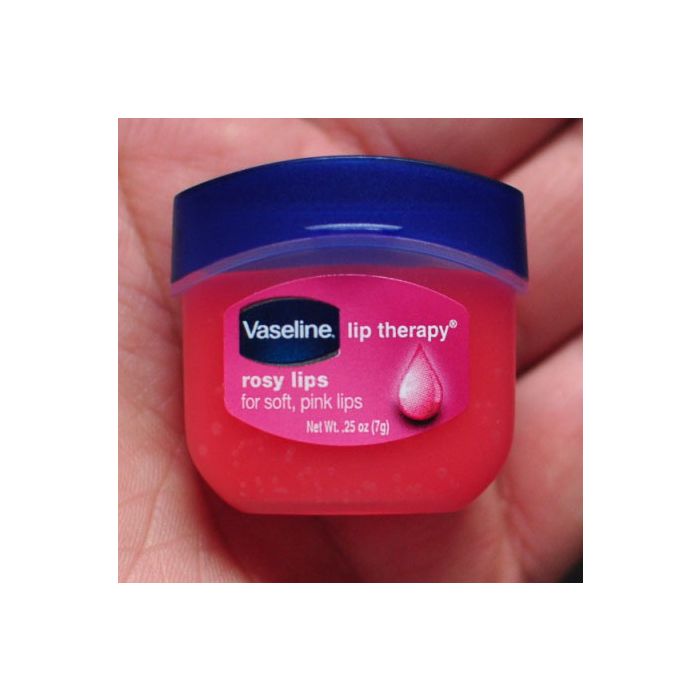 Vaseline. lip therapy®
rosy lips
for soft, pink lips
Net Wt. .25 oz (7g)